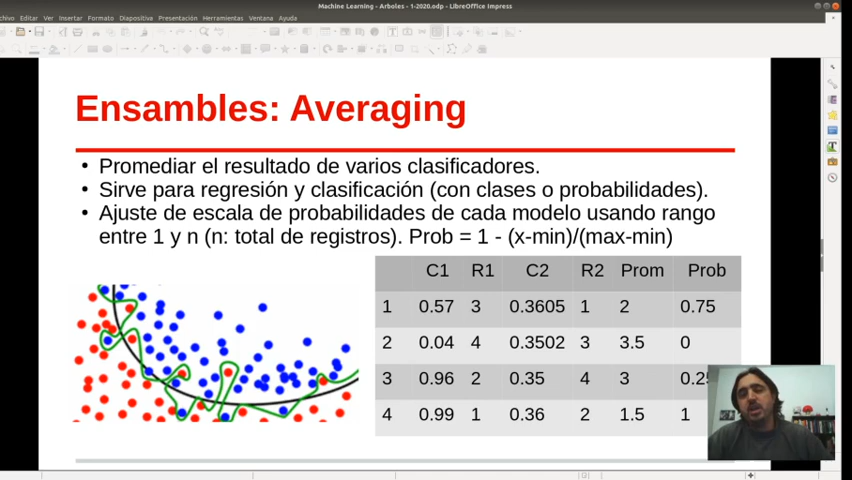 Machine Learning - Arboles - 1-2020.odp - LibreOffice Impress
Editar Ver Insertar Formato Diapositiva Presentación Herramientas Ventana Ayuda
Ensambles: Averaging
• Promediar el resultado de varios clasificadores.
• Sirve para regresión y clasificación (con clases o probabilidades).
• Ajuste de escala de probabilidades de cada modelo usando rango
entre 1 y n (n: total de registros). Prob = 1 - (x-min)/(max-min)
C1 R1 C2 R2 Prom Prob
1 0.57 3 0.3605 1 2 0.75
2 0.04 4 0.3502 3 3.5 0
3 0.96 2 0.35 4 3 0.25
4 0.99 1 0.36 2 1.5 1